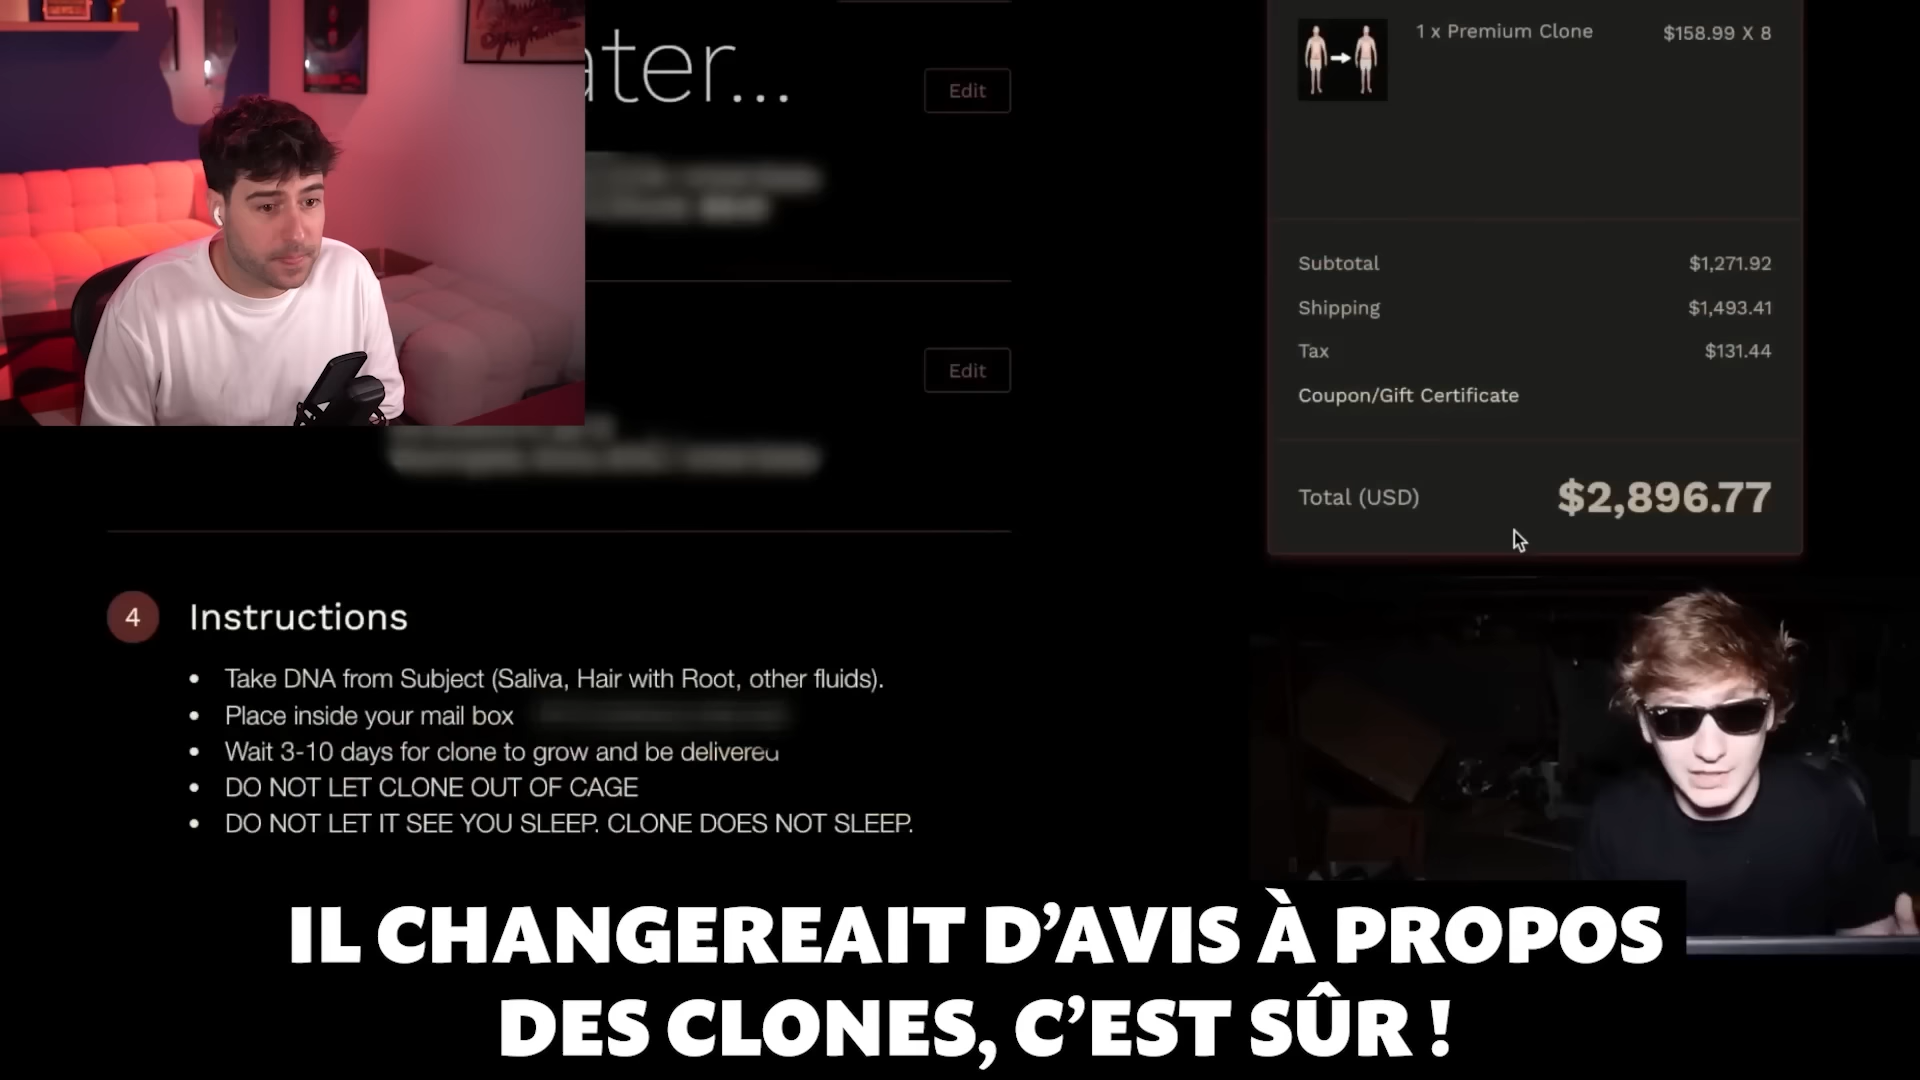 ater...
Edit
Edit
1 x Premium Clone
$158.99 X 8
Subtotal
$1,271.92
Shipping
$1,493.41
Tax
$131.44
Coupon/Gift Certificate
Total (USD)
$2,896.77
4
Instructions
• Take DNA from Subject (Saliva, Hair with Root, other fluids).
• Place inside your mail box
• Wait 3-10 days for clone to grow and be delivered
• DO NOT LET CLONE OUT OF CAGE
• DO NOT LET IT SEE YOU SLEEP. CLONE DOES NOT SLEEP.
IL CHANGEREAIT D’AVIS À PROPOS
DES CLONES, C’EST SÛR !